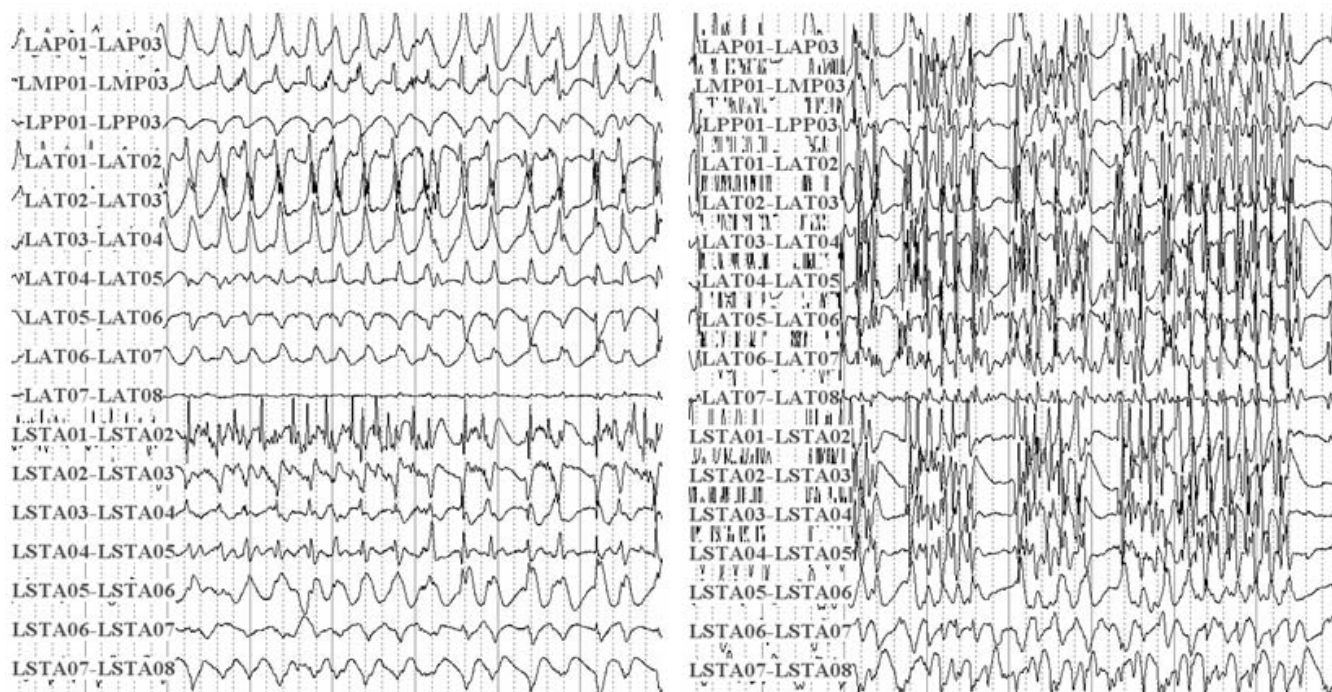 LAP01-LAP03
LMP01-LMP03
LPP01-LPP03
LAT01-LAT02
LAT02-LAT03
LAT03-LAT04
LAT04-LAT05
LAT05-LAT06
LAT06-LAT07
LAT07-LAT08
LSTA01-LSTA02
LSTA02-LSTA03
LSTA03-LSTA04
LSTA04-LSTA05
LSTA05-LSTA06
LSTA06-LSTA07
LSTA07-LSTA08
LAP01-LAP03
LMP01-LMP03
LPP01-LPP03
LAT01-LAT02
LAT02-LAT03
LAT03-LAT04
LAT04-LAT05
LAT05-LAT06
LAT06-LAT07
LAT07-LAT08
LSTA01-LSTA02
LSTA02-LSTA03
LSTA03-LSTA04
LSTA04-LSTA05
LSTA05-LSTA06
LSTA06-LSTA07
LSTA07-LSTA08